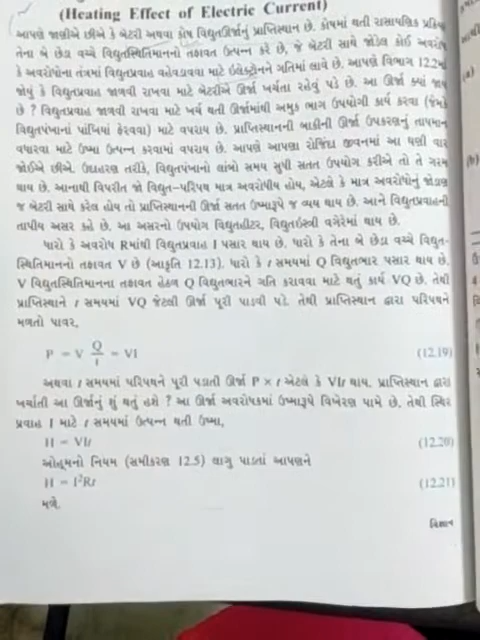 (Heating Effect of Electric Current)
આપણે જાણીએ છીએ કે બેટરી અથવા કોષ વિદ્યુતઊર્જાનું પ્રાપ્તિસ્થાન છે. કોષમાં થતી રાસાયણિક
તેના બે છેડા વચ્ચે વિદ્યુતસ્થિતિમાનનો તફાવત ઉત્પન્ન કરે છે, જે બેટરી સાથે જોડેલ કોઈ અવરોધ
કે અવરોધોના તંત્રમાં વિદ્યુતપ્રવાહ વહેવડાવવા માટે ઇલેક્ટ્રૉનને ગતિમાં લાવે છે. આપણે વિભાગ 12.2માં
જોયું કે વિદ્યુતપ્રવાહ જાળવી રાખવા માટે બેટરીએ ઊર્જા ખર્ચતા રહેવું પડે છે. આ ઊર્જા ક્યાં જાય
છે ? વિદ્યુતપ્રવાહ જાળવી રાખવા માટે ખર્ચ થતી ઊર્જામાંથી અમુક ભાગ ઉપયોગી કાર્ય કરવા (જેમકે
વિદ્યુતપંખાનાં પાંખિયાં ફેરવવા) માટે વપરાય છે. પ્રાપ્તિસ્થાનની બાકીની ઊર્જા ઉપકરણનું તાપમાન
વધારવા માટે ઉષ્મા ઉત્પન્ન કરવામાં વપરાય છે. આપણે આપણા રોજિંદા જીવનમાં આ ઘણી વાર
જોઈએ છીએ. ઉદાહરણ તરીકે, વિદ્યુતપંખાનો લાંબો સમય સુધી સતત ઉપયોગ કરીએ તો તે ગરમ
થાય છે. આનાથી વિપરીત જો વિદ્યુત-પરિપથ માત્ર અવરોધીય હોય, એટલે કે માત્ર અવરોધોનું જોડાણ
જ બેટરી સાથે કરેલ હોય તો પ્રાપ્તિસ્થાનની ઊર્જા સતત ઉષ્મારૂપે જ વ્યય થાય છે. આને વિદ્યુતપ્રવાહની
તાપીય અસર કહે છે. આ અસરનો ઉપયોગ વિદ્યુતહીટર, વિદ્યુતઇસ્ત્રી વગેરેમાં થાય છે.
ધારો કે અવરોધ Rમાંથી વિદ્યુતપ્રવાહ I પસાર થાય છે. ધારો કે તેના બે છેડા વચ્ચે વિદ્યુત-
સ્થિતિમાનનો તફાવત V છે (આકૃતિ 12.13). ધારો કે t સમયમાં Q વિદ્યુતભાર પસાર થાય છે.
V વિદ્યુતસ્થિતિમાનના તફાવત હેઠળ Q વિદ્યુતભારને ગતિ કરાવવા માટે થતું કાર્ય VQ છે. તેથી
પ્રાપ્તિસ્થાને t સમયમાં VQ જેટલી ઊર્જા પૂરી પાડવી પડે. તેથી પ્રાપ્તિસ્થાન દ્વારા પરિપથને
મળતો પાવર,
P = V Q/t = VI (12.19)
અથવા t સમયમાં પરિપથને પૂરી પડાતી ઊર્જા P × t એટલે કે VIt થાય. પ્રાપ્તિસ્થાન દ્વારા
ખર્ચાતી આ ઊર્જાનું શું થતું હશે ? આ ઊર્જા અવરોધકમાં ઉષ્મારૂપે વિખેરણ પામે છે. તેથી સ્થિર
પ્રવાહ I માટે t સમયમાં ઉત્પન્ન થતી ઉષ્મા,
H = VIt (12.20)
ઓહ્‌મનો નિયમ (સમીકરણ 12.5) લાગુ પાડતાં આપણને
H = I²Rt (12.21)
મળે.
વિજ્ઞાન
(a)
(b)